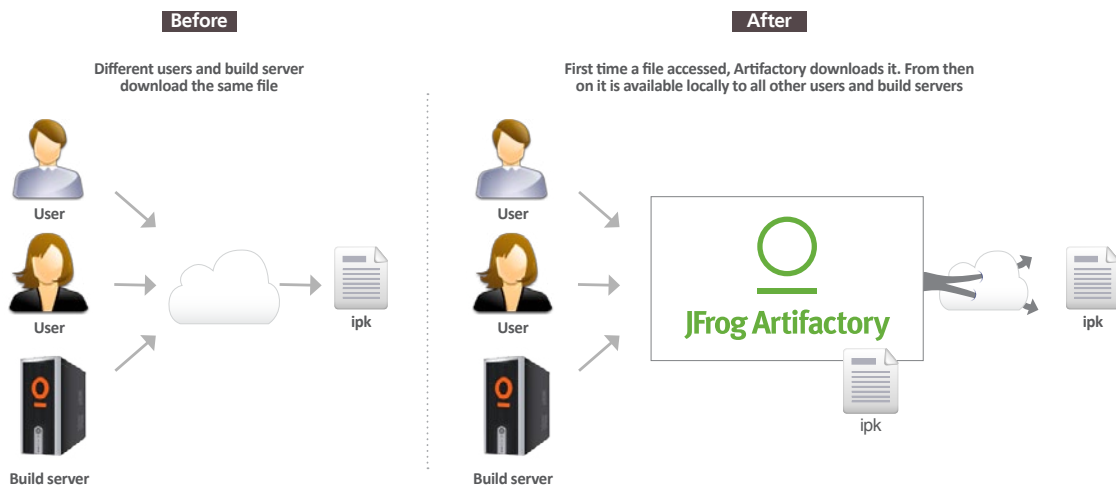 Before
Different users and build server
download the same file
User
User
ipk
Build server
After
First time a file accessed, Artifactory downloads it. From then
on it is available locally to all other users and build servers
User
User
Build server
JFrog Artifactory
ipk
ipk